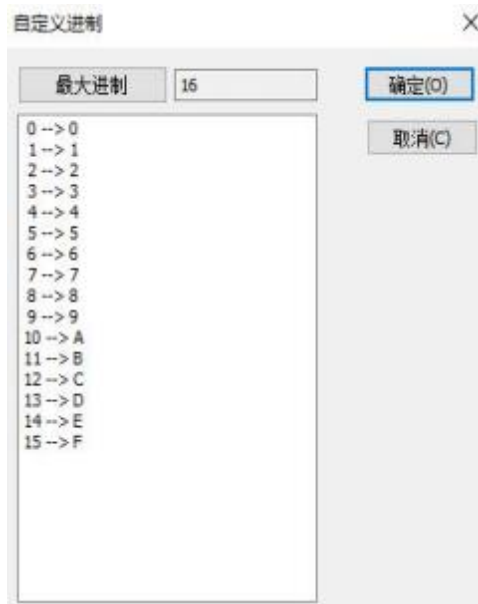 自定义进制
最大进制 16 确定(O)
取消(C)
0 --> 0
1 --> 1
2 --> 2
3 --> 3
4 --> 4
5 --> 5
6 --> 6
7 --> 7
8 --> 8
9 --> 9
10 --> A
11 --> B
12 --> C
13 --> D
14 --> E
15 --> F